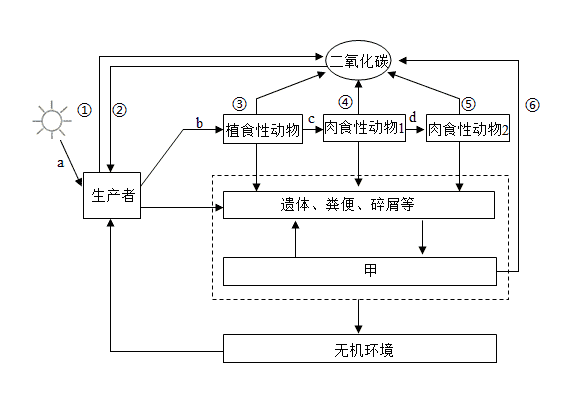 二氧化碳
① ② ③ ④ ⑤ ⑥
a b c d
植食性动物 肉食性动物1 肉食性动物2
生产者
遗体、粪便、碎屑等
甲
无机环境